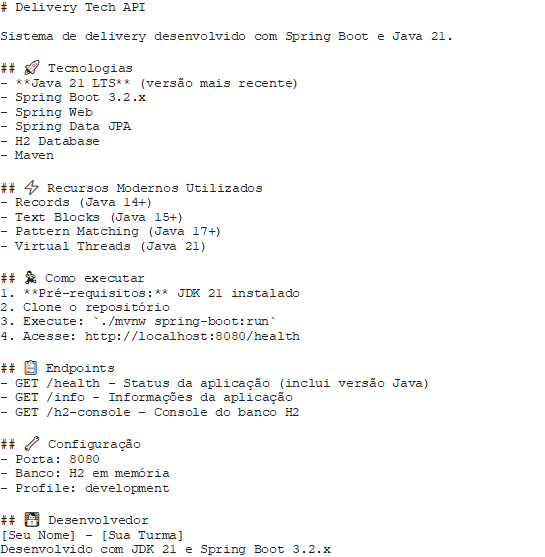 # Delivery Tech API
Sistema de delivery desenvolvido com Spring Boot e Java 21.
## 🚀 Tecnologias
- **Java 21 LTS** (versão mais recente)
- Spring Boot 3.2.x
- Spring Web
- Spring Data JPA
- H2 Database
- Maven
## ⚡ Recursos Modernos Utilizados
- Records (Java 14+)
- Text Blocks (Java 15+)
- Pattern Matching (Java 17+)
- Virtual Threads (Java 21)
## 🏃 Como executar
1. **Pré-requisitos:** JDK 21 instalado
2. Clone o repositório
3. Execute: `./mvnw spring-boot:run`
4. Acesse: http://localhost:8080/health
## 📋 Endpoints
- GET /health - Status da aplicação (inclui versão Java)
- GET /info - Informações da aplicação
- GET /h2-console - Console do banco H2
## 🔧 Configuração
- Porta: 8080
- Banco: H2 em memória
- Profile: development
## 👨‍💻 Desenvolvedor
[Seu Nome] - [Sua Turma]
Desenvolvido com JDK 21 e Spring Boot 3.2.x